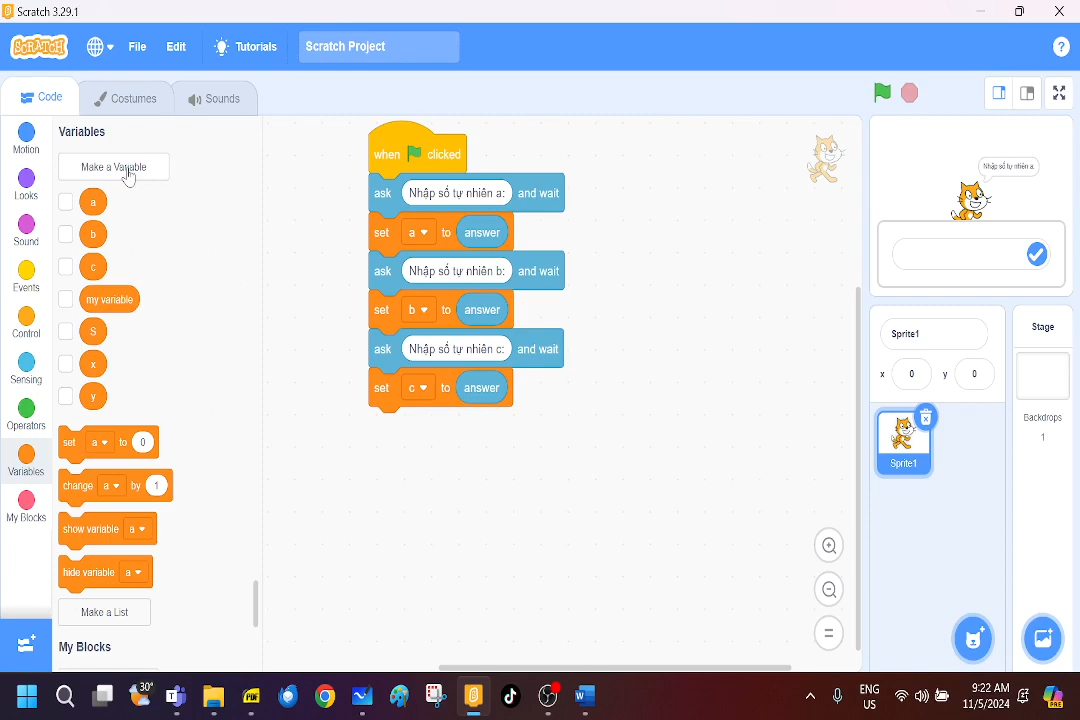 Scratch 3.29.1
SCRATCH File Edit Tutorials Scratch Project ?
Code Costumes Sounds
Variables
Make a Variable
a
b
c
my variable
S
x
y
set a to 0
change a by 1
show variable a
hide variable a
Make a List
My Blocks
Motion
Looks
Sound
Events
Control
Sensing
Operators
Variables
My Blocks
when clicked
ask Nhập số tự nhiên a: and wait
set a to answer
ask Nhập số tự nhiên b: and wait
set b to answer
ask Nhập số tự nhiên c: and wait
set c to answer
Nhập số tự nhiên a:
Sprite1
x 0 y 0
Sprite1
Stage
Backdrops
1
30°
PDF
ENG
US
9:22 AM
11/5/2024
PRE